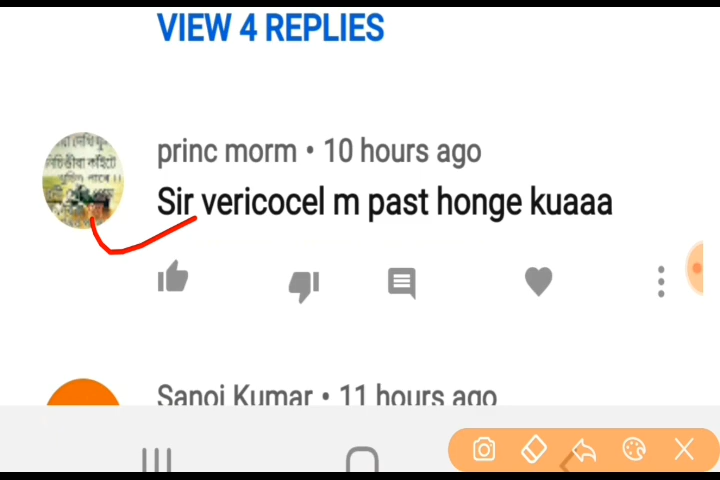 VIEW 4 REPLIES
princ morm • 10 hours ago
Sir vericocel m past honge kuaaa
Sanoj Kumar • 11 hours ago